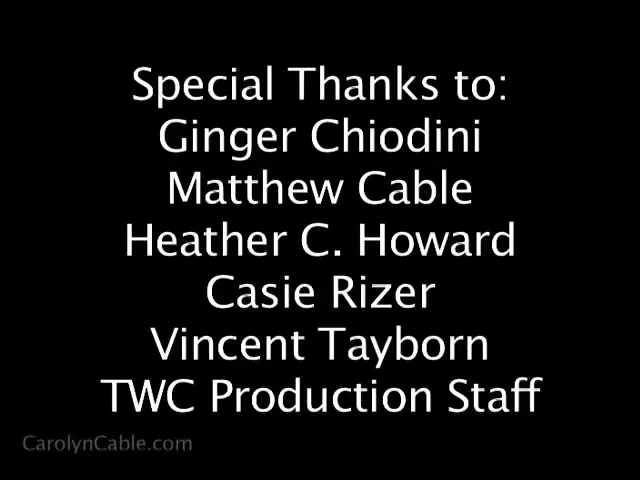 Special Thanks to:
Ginger Chiodini
Matthew Cable
Heather C. Howard
Casie Rizer
Vincent Tayborn
TWC Production Staff
CarolynCable.com